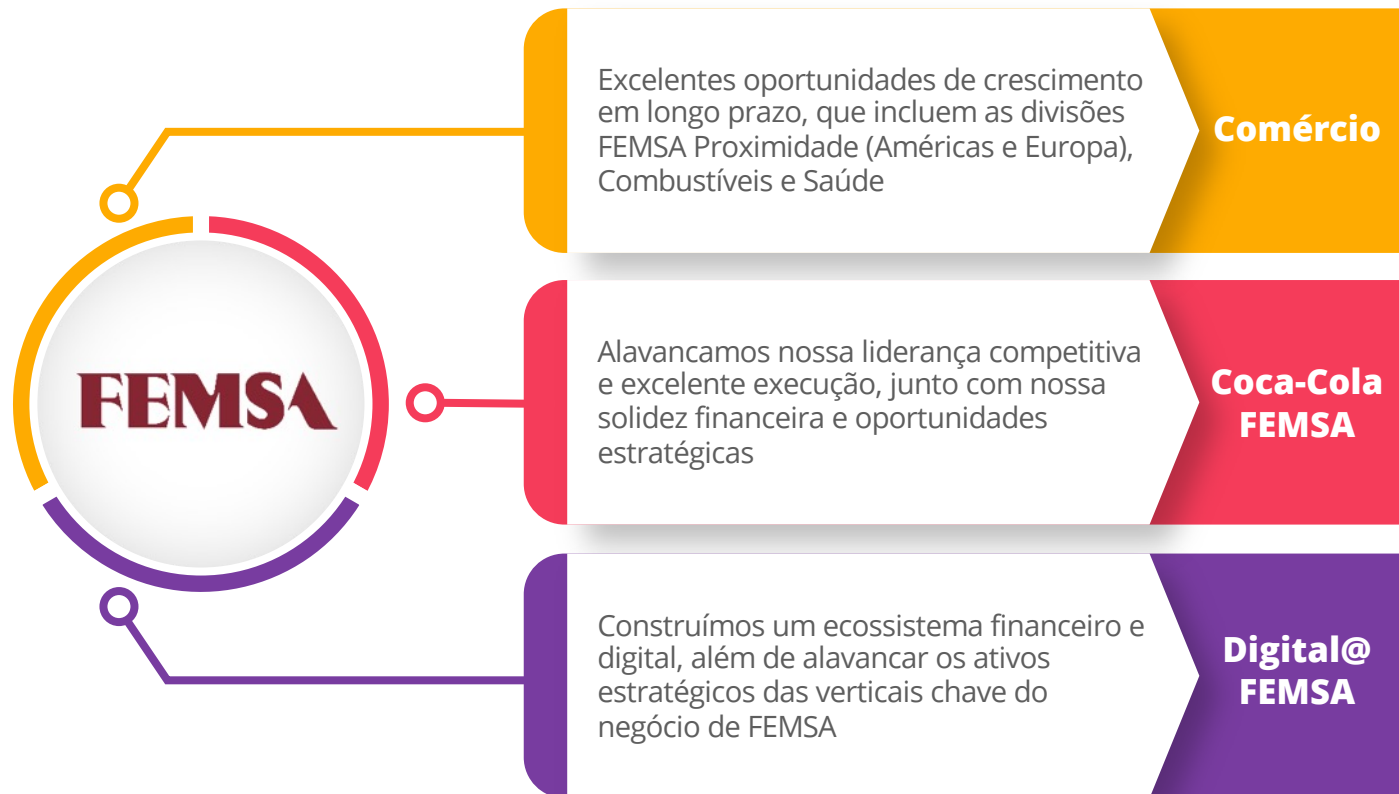 Excelentes oportunidades de crescimento
em longo prazo, que incluem as divisões
FEMSA Proximidade (Américas e Europa),
Combustíveis e Saúde
Comércio
FEMSA
Alavancamos nossa liderança competitiva
e excelente execução, junto com nossa
solidez financeira e oportunidades
estratégicas
Coca-Cola
FEMSA
Construímos um ecossistema financeiro e
digital, além de alavancar os ativos
estratégicos das verticais chave do
negócio de FEMSA
Digital@
FEMSA